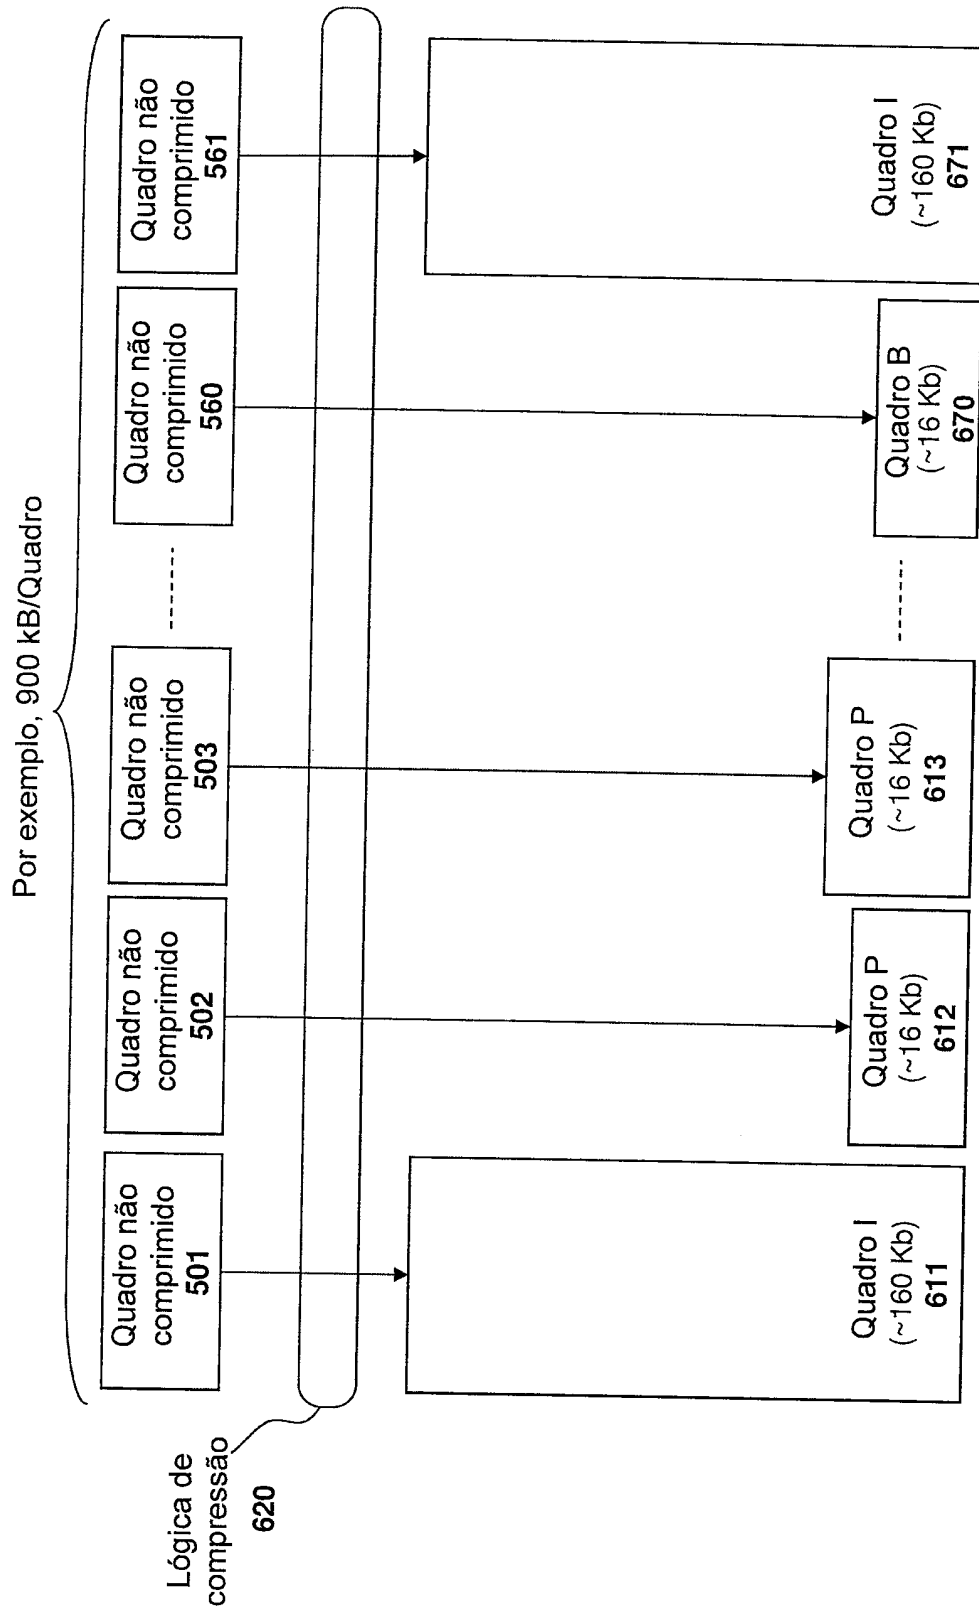 Por exemplo, 900 kB/Quadro
Quadro não
comprimido
501
Quadro não
comprimido
502
Quadro não
comprimido
503
Quadro não
comprimido
560
Quadro não
comprimido
561
Lógica de
compressão
620
Quadro I
(~160 Kb)
611
Quadro P
(~16 Kb)
612
Quadro P
(~16 Kb)
613
Quadro B
(~16 Kb)
670
Quadro I
(~160 Kb)
671